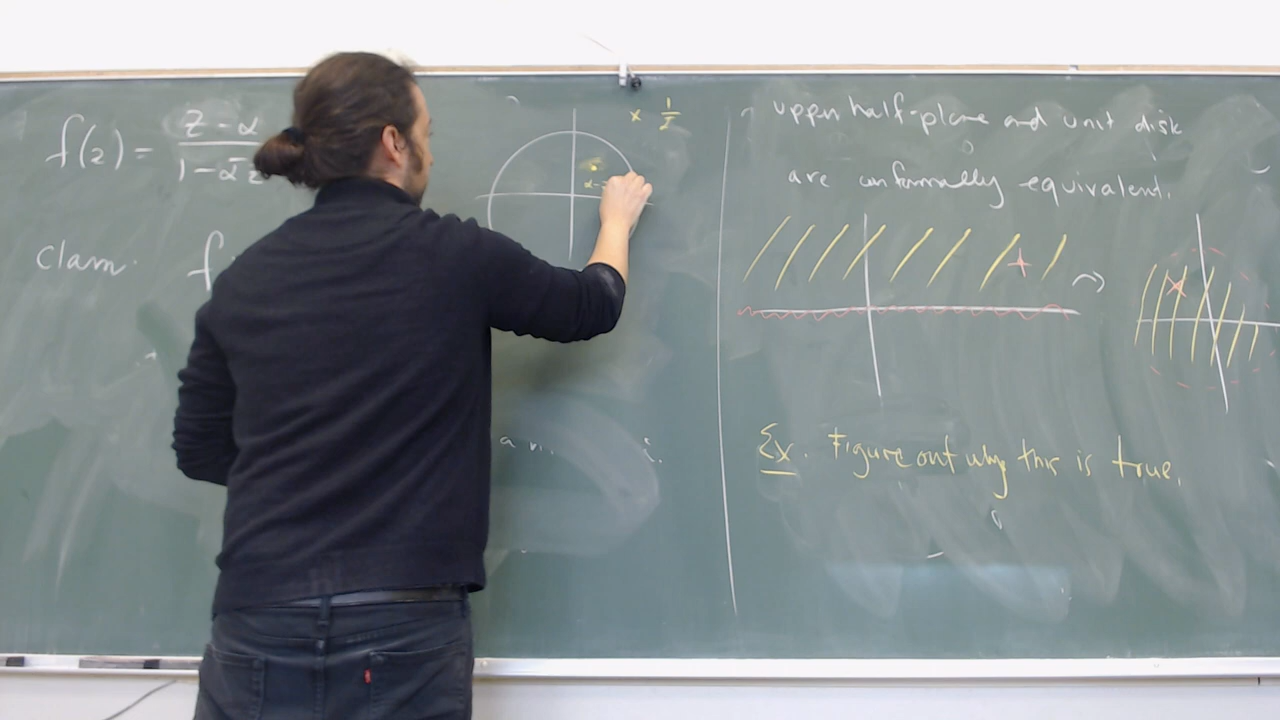 f(z) = z - α / 1 - ᾱz
Claim. f
x 1/2
α
upper half-plane and unit disk
are conformally equivalent.
Ex. Figure out why this is true.